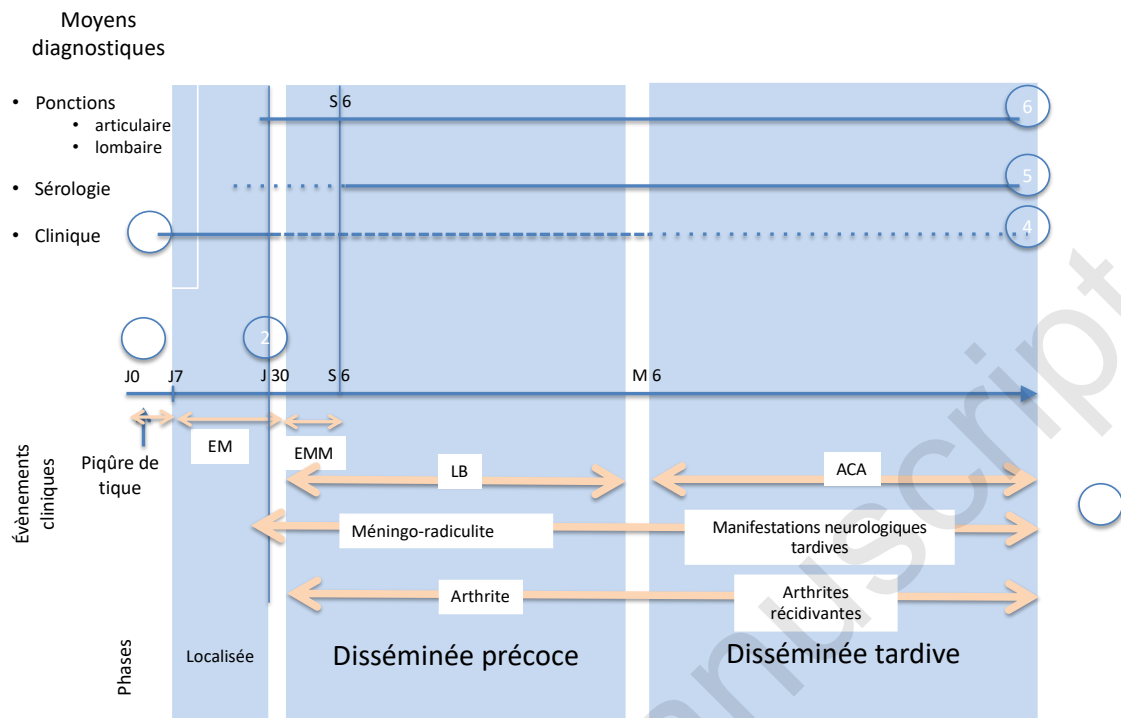 Moyens
diagnostiques
• Ponctions
• articulaire
• lombaire
• Sérologie
• Clinique
S 6
6
5
4
2
J0
J7
J 30
S 6
M 6
Évènements
cliniques
Piqûre de
tique
EM
EMM
LB
ACA
Méningo-radiculite
Manifestations neurologiques
tardives
Arthrite
Arthrites
récidivantes
Phases
Localisée
Disséminée précoce
Disséminée tardive